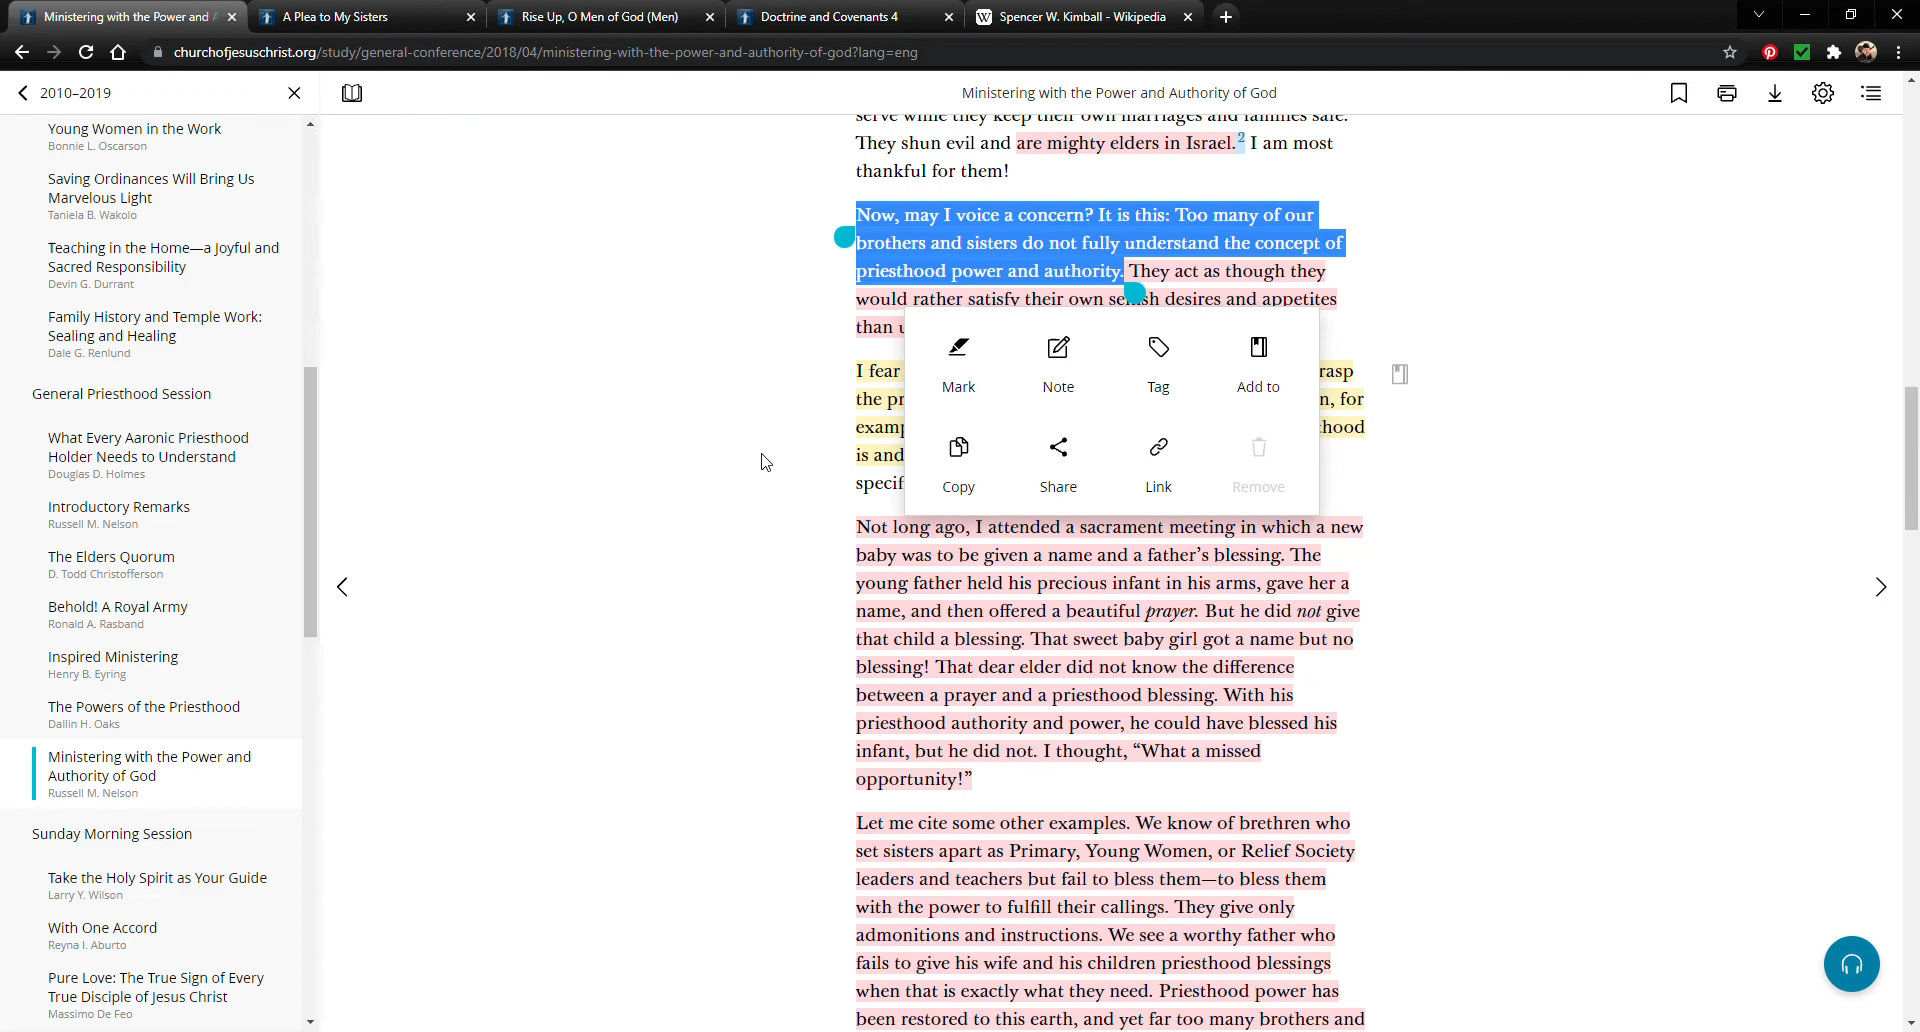 Ministering with the Power and A
A Plea to My Sisters
Rise Up, O Men of God (Men)
Doctrine and Covenants 4
W Spencer W. Kimball - Wikipedia
churchofjesuschrist.org/study/general-conference/2018/04/ministering-with-the-power-and-authority-of-god?lang=eng
2010–2019
Ministering with the Power and Authority of God
Young Women in the Work
Bonnie L. Oscarson
Saving Ordinances Will Bring Us
Marvelous Light
Taniela B. Wakolo
Teaching in the Home—a Joyful and
Sacred Responsibility
Devin G. Durrant
Family History and Temple Work:
Sealing and Healing
Dale G. Renlund
General Priesthood Session
What Every Aaronic Priesthood
Holder Needs to Understand
Douglas D. Holmes
Introductory Remarks
Russell M. Nelson
The Elders Quorum
D. Todd Christofferson
Behold! A Royal Army
Ronald A. Rasband
Inspired Ministering
Henry B. Eyring
The Powers of the Priesthood
Dallin H. Oaks
Ministering with the Power and
Authority of God
Russell M. Nelson
Sunday Morning Session
Take the Holy Spirit as Your Guide
Larry Y. Wilson
With One Accord
Reyna I. Aburto
Pure Love: The True Sign of Every
True Disciple of Jesus Christ
Massimo De Feo
serve while they keep their own marriages and families safe.
They shun evil and are mighty elders in Israel.2 I am most
thankful for them!
Now, may I voice a concern? It is this: Too many of our
brothers and sisters do not fully understand the concept of
priesthood power and authority. They act as though they
would rather satisfy their own selfish desires and appetites
than
I fear rasp
the n, for
examp hood
is and
specif
Mark
Note
Tag
Add to
Copy
Share
Link
Remove
Not long ago, I attended a sacrament meeting in which a new
baby was to be given a name and a father’s blessing. The
young father held his precious infant in his arms, gave her a
name, and then offered a beautiful prayer. But he did not give
that child a blessing. That sweet baby girl got a name but no
blessing! That dear elder did not know the difference
between a prayer and a priesthood blessing. With his
priesthood authority and power, he could have blessed his
infant, but he did not. I thought, “What a missed
opportunity!”
Let me cite some other examples. We know of brethren who
set sisters apart as Primary, Young Women, or Relief Society
leaders and teachers but fail to bless them—to bless them
with the power to fulfill their callings. They give only
admonitions and instructions. We see a worthy father who
fails to give his wife and his children priesthood blessings
when that is exactly what they need. Priesthood power has
been restored to this earth, and yet far too many brothers and